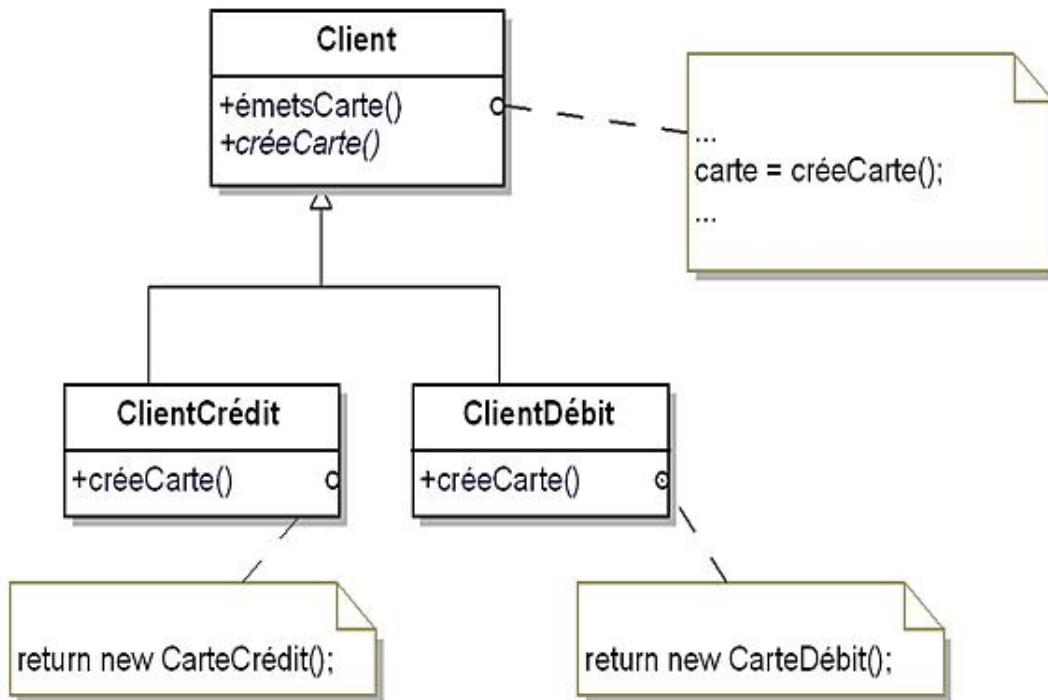 Client
+émetsCarte()
+créeCarte()
...
carte = créeCarte();
...
ClientCrédit
+créeCarte()
ClientDébit
+créeCarte()
return new CarteCrédit();
return new CarteDébit();